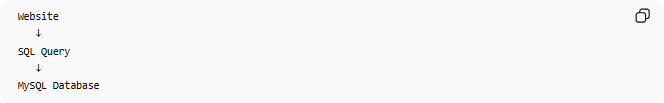 Website
↓
SQL Query
↓
MySQL Database